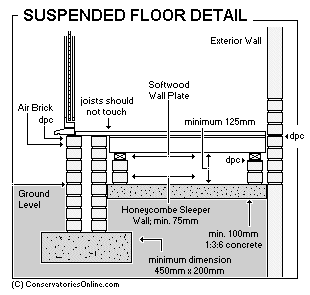 SUSPENDED FLOOR DETAIL
Exterior Wall
Softwood
Wall Plate
Air Brick
dpc
joists should
not touch
minimum 125mm
dpc
dpc
Ground
Level
Honeycombe Sleeper
Wall; min. 75mm
min. 100mm
1:3:6 concrete
minimum dimension
450mm x 200mm
(C) ConservatoriesOnline.com